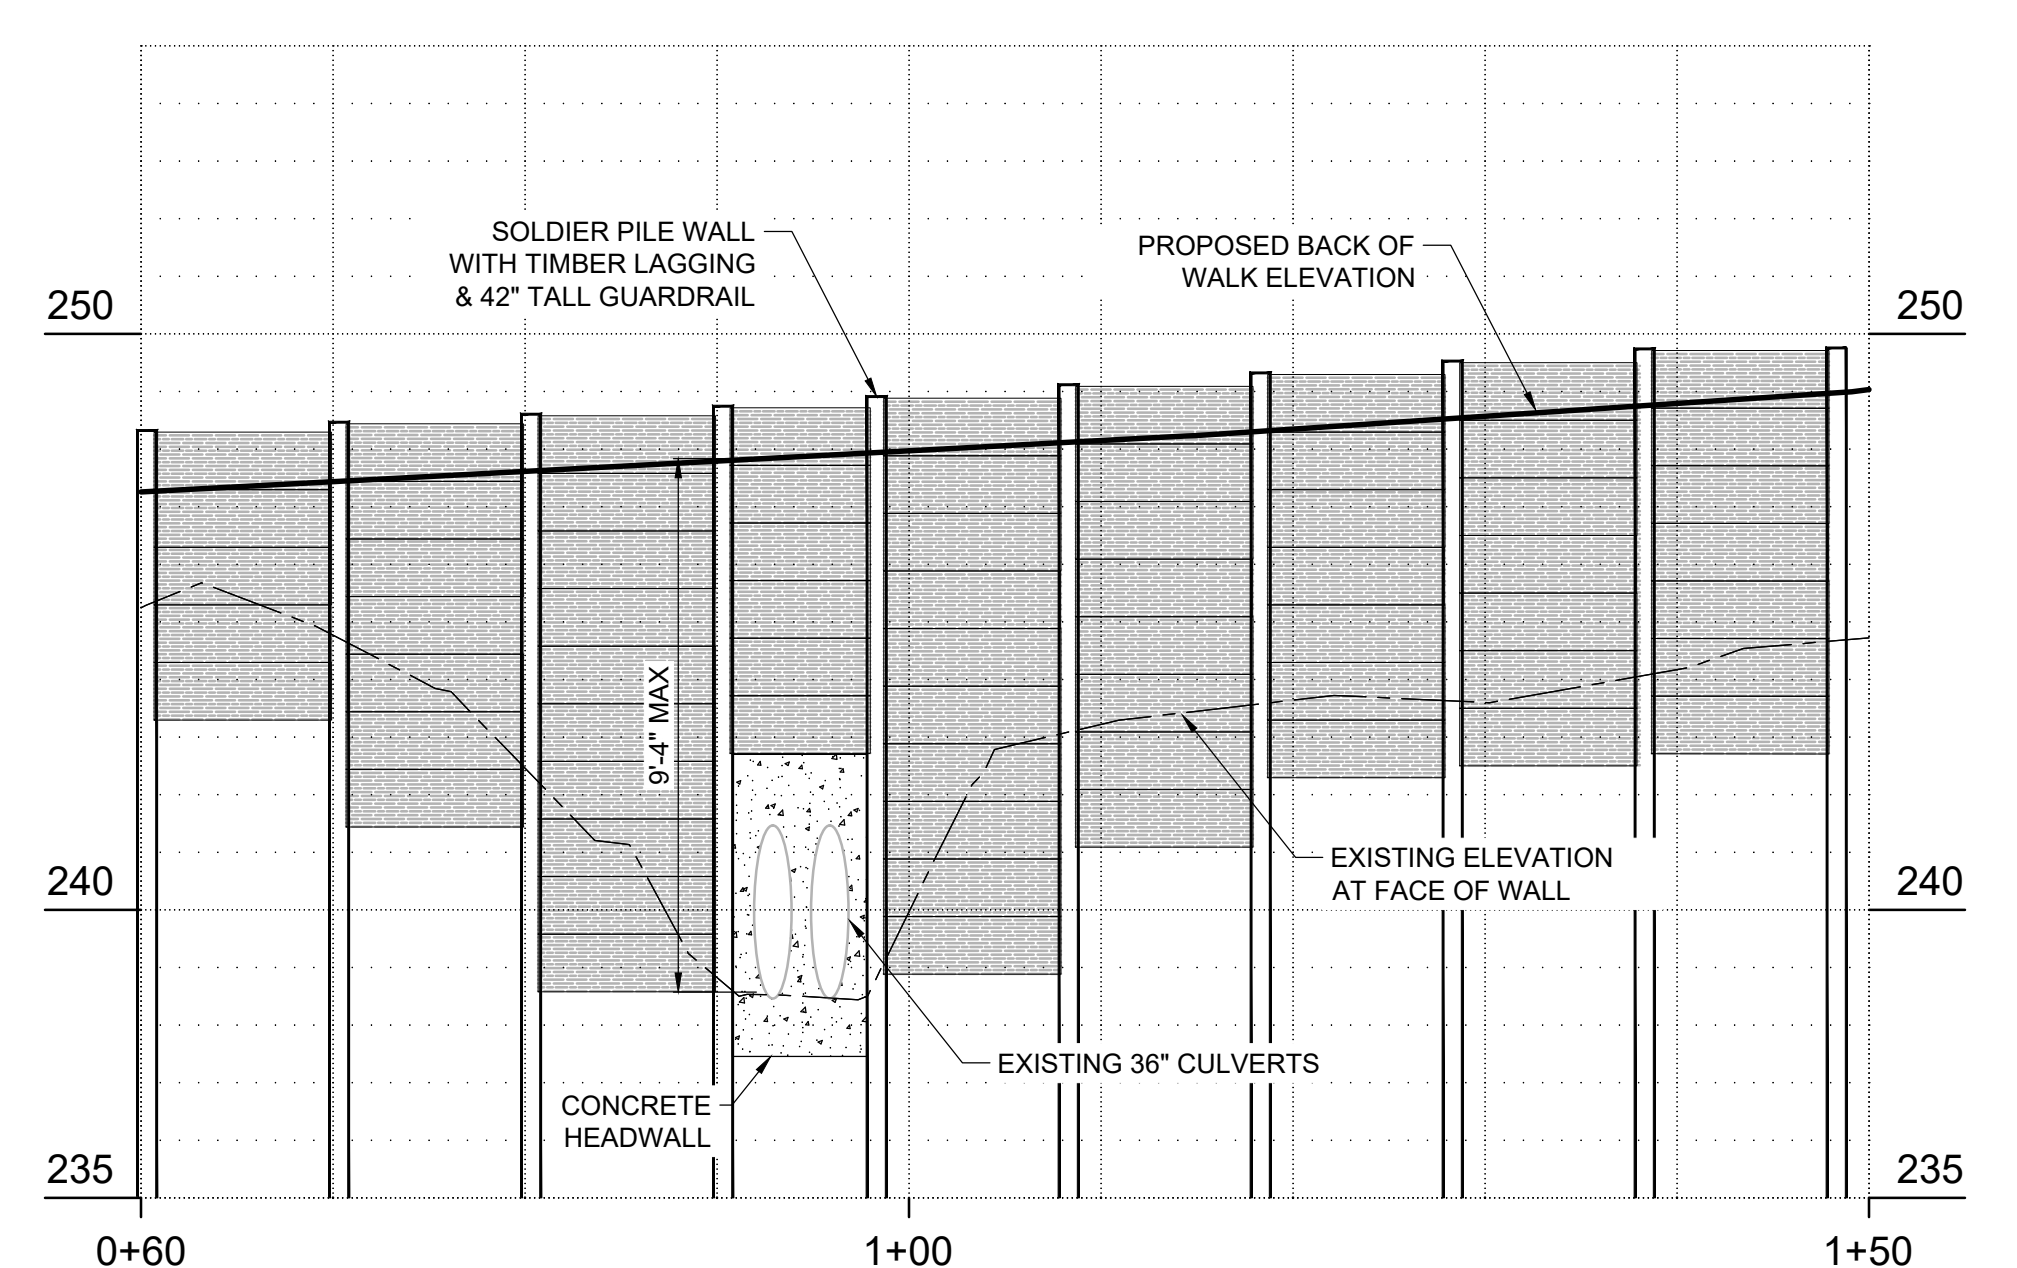 SOLDIER PILE WALL
WITH TIMBER LAGGING
& 42" TALL GUARDRAIL
PROPOSED BACK OF
WALK ELEVATION
250
250
9'-4" MAX
EXISTING ELEVATION
AT FACE OF WALL
240
240
EXISTING 36" CULVERTS
CONCRETE
HEADWALL
235
235
0+60
1+00
1+50